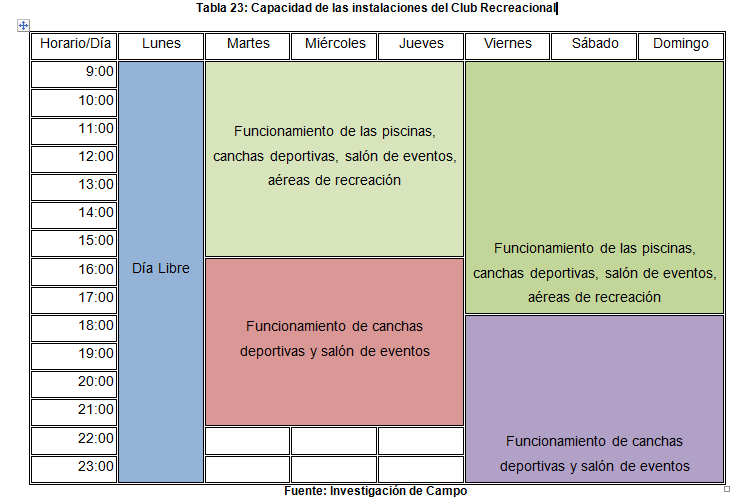 Tabla 23: Capacidad de las instalaciones del Club Recreacional
Horario/Día Lunes Martes Miércoles Jueves Viernes Sábado Domingo
9:00
10:00
11:00
12:00
13:00
14:00
15:00
16:00
17:00
18:00
19:00
20:00
21:00
22:00
23:00
Día Libre
Funcionamiento de las piscinas,
canchas deportivas, salón de eventos,
aéreas de recreación
Funcionamiento de canchas
deportivas y salón de eventos
Funcionamiento de las piscinas,
canchas deportivas, salón de eventos,
aéreas de recreación
Funcionamiento de canchas
deportivas y salón de eventos
Fuente: Investigación de Campo